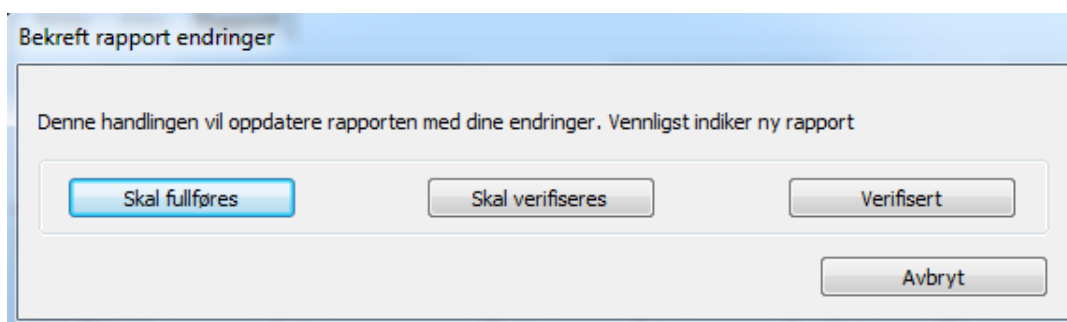 Bekreft rapport endringer
Denne handlingen vil oppdatere rapporten med dine endringer. Vennligst indiker ny rapport
Skal fullføres
Skal verifiseres
Verifisert
Avbryt